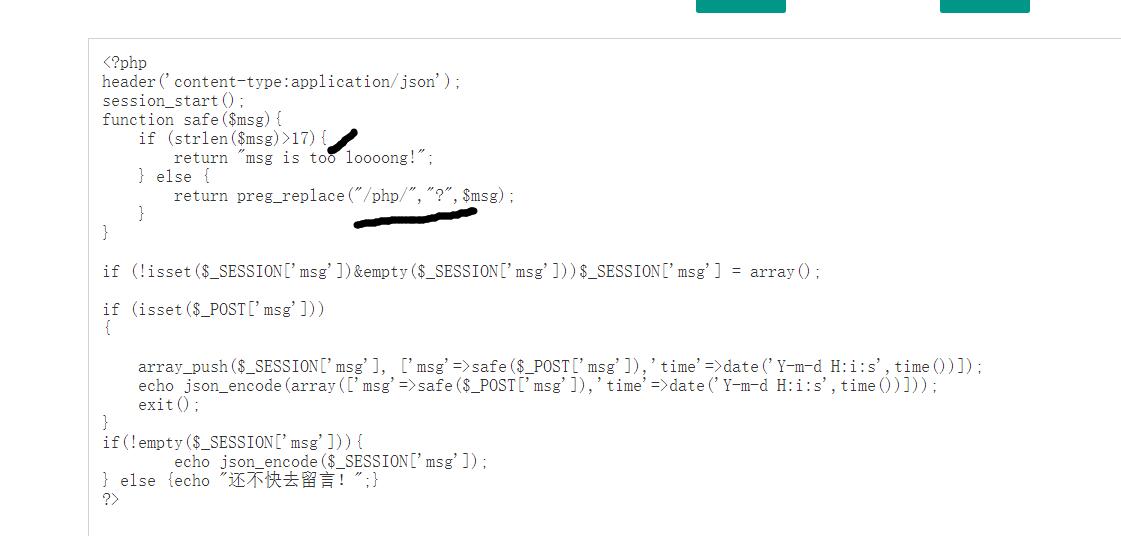 <?php
header('content-type:application/json');
session_start();
function safe($msg){
    if (strlen($msg)>17){
        return "msg is too loooong!";
    } else {
        return preg_replace("/php/","?",$msg);
    }
}
if (!isset($_SESSION['msg'])&empty($_SESSION['msg']))$_SESSION['msg'] = array();
if (isset($_POST['msg']))
{
    array_push($_SESSION['msg'], ['msg'=>safe($_POST['msg']),'time'=>date('Y-m-d H:i:s',time())]);
    echo json_encode(array(['msg'=>safe($_POST['msg']),'time'=>date('Y-m-d H:i:s',time())]));
    exit();
}
if(!empty($_SESSION['msg'])){
        echo json_encode($_SESSION['msg']);
} else {echo "还不快去留言！";}
?>